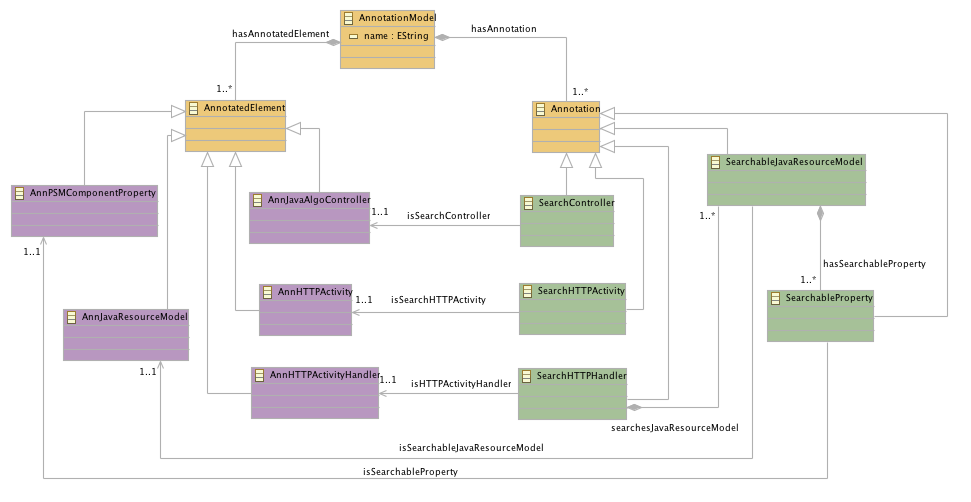 AnnotationModel
name : EString
hasAnnotatedElement
hasAnnotation
1..*
1..*
AnnotatedElement
Annotation
SearchableJavaResourceModel
AnnPSMComponentProperty
AnnJavaAlgoController
1..1
isSearchController
SearchController
1..*
1..1
hasSearchableProperty
1..*
AnnHTTPActivity
1..1
isSearchHTTPActivity
SearchHTTPActivity
SearchableProperty
AnnJavaResourceModel
1..1
AnnHTTPActivityHandler
1..1
isHTTPActivityHandler
SearchHTTPHandler
searchesJavaResourceModel
isSearchableJavaResourceModel
isSearchableProperty